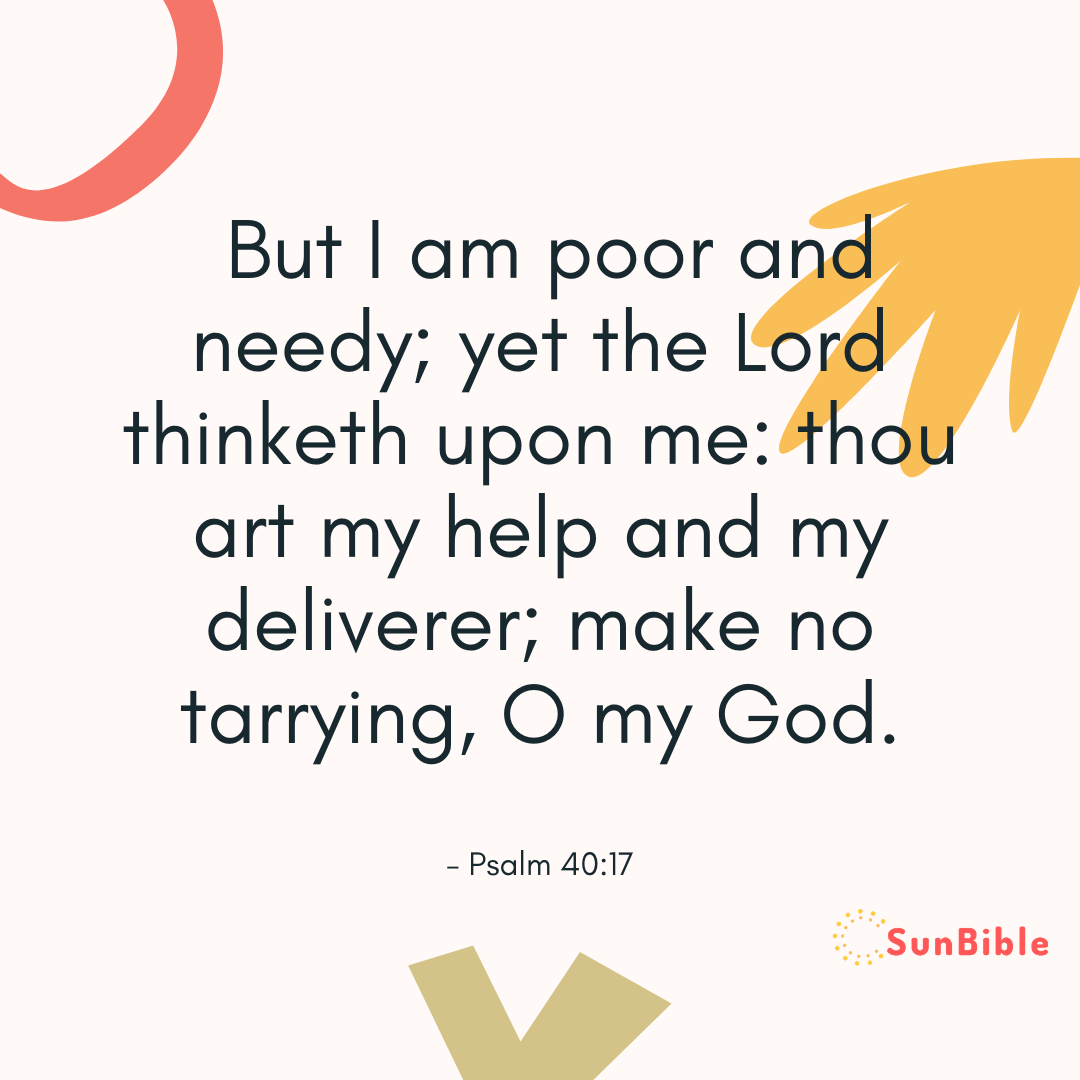 But I am poor and
needy; yet the Lord
thinketh upon me: thou
art my help and my
deliverer; make no
tarrying, O my God.
– Psalm 40:17
SunBible